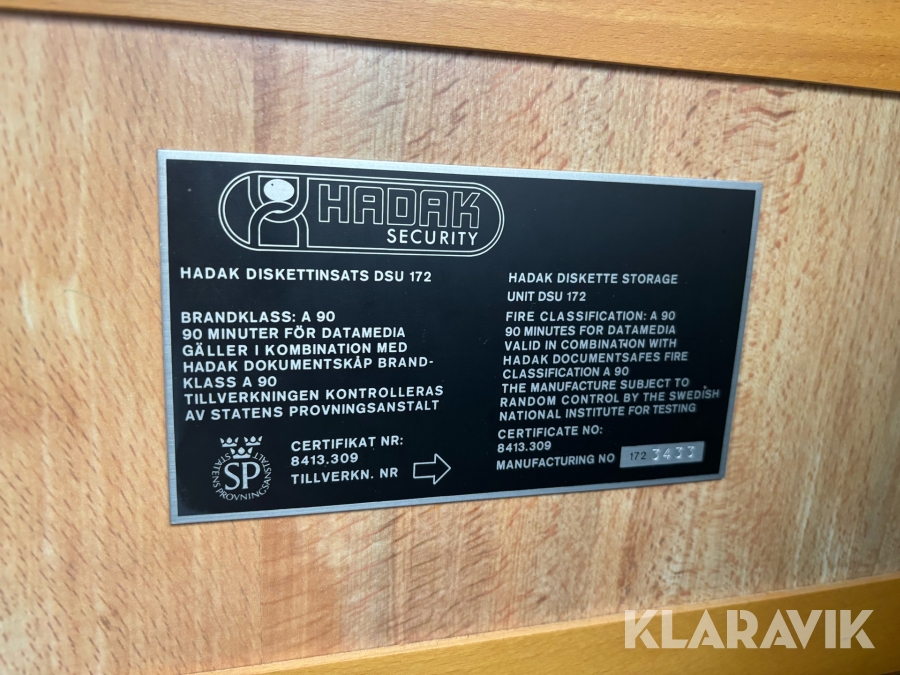 HADAK
SECURITY
HADAK DISKETTINSATS DSU 172
BRANDKLASS: A 90
90 MINUTER FÖR DATAMEDIA
GÄLLER I KOMBINATION MED
HADAK DOKUMENTSKÅP BRAND-
KLASS A 90
TILLVERKNINGEN KONTROLLERAS
AV STATENS PROVNINGSANSTALT
SP
STATENS PROVNINGSANSTALT
CERTIFIKAT NR:
8413.309
TILLVERKN. NR
HADAK DISKETTE STORAGE
UNIT DSU 172
FIRE CLASSIFICATION: A 90
90 MINUTES FOR DATAMEDIA
VALID IN COMBINATION WITH
HADAK DOCUMENTSAFES FIRE
CLASSIFICATION A 90
THE MANUFACTURE SUBJECT TO
RANDOM CONTROL BY THE SWEDISH
NATIONAL INSTITUTE FOR TESTING
CERTIFICATE NO:
8413.309
MANUFACTURING NO 172 3433
KLARAVIK